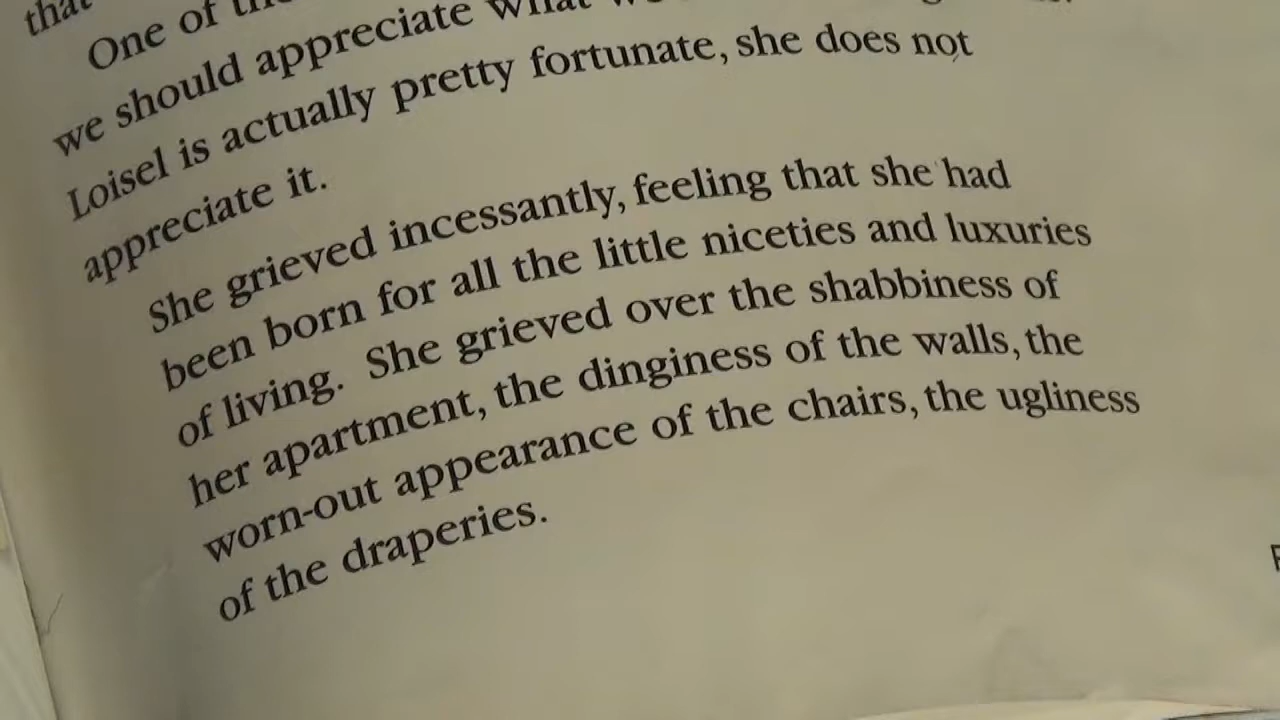 that
One of
we should appreciate what
Loisel is actually pretty fortunate, she does not
appreciate it.
She grieved incessantly, feeling that she had
been born for all the little niceties and luxuries
of living. She grieved over the shabbiness of
her apartment, the dinginess of the walls, the
worn-out appearance of the chairs, the ugliness
of the draperies.